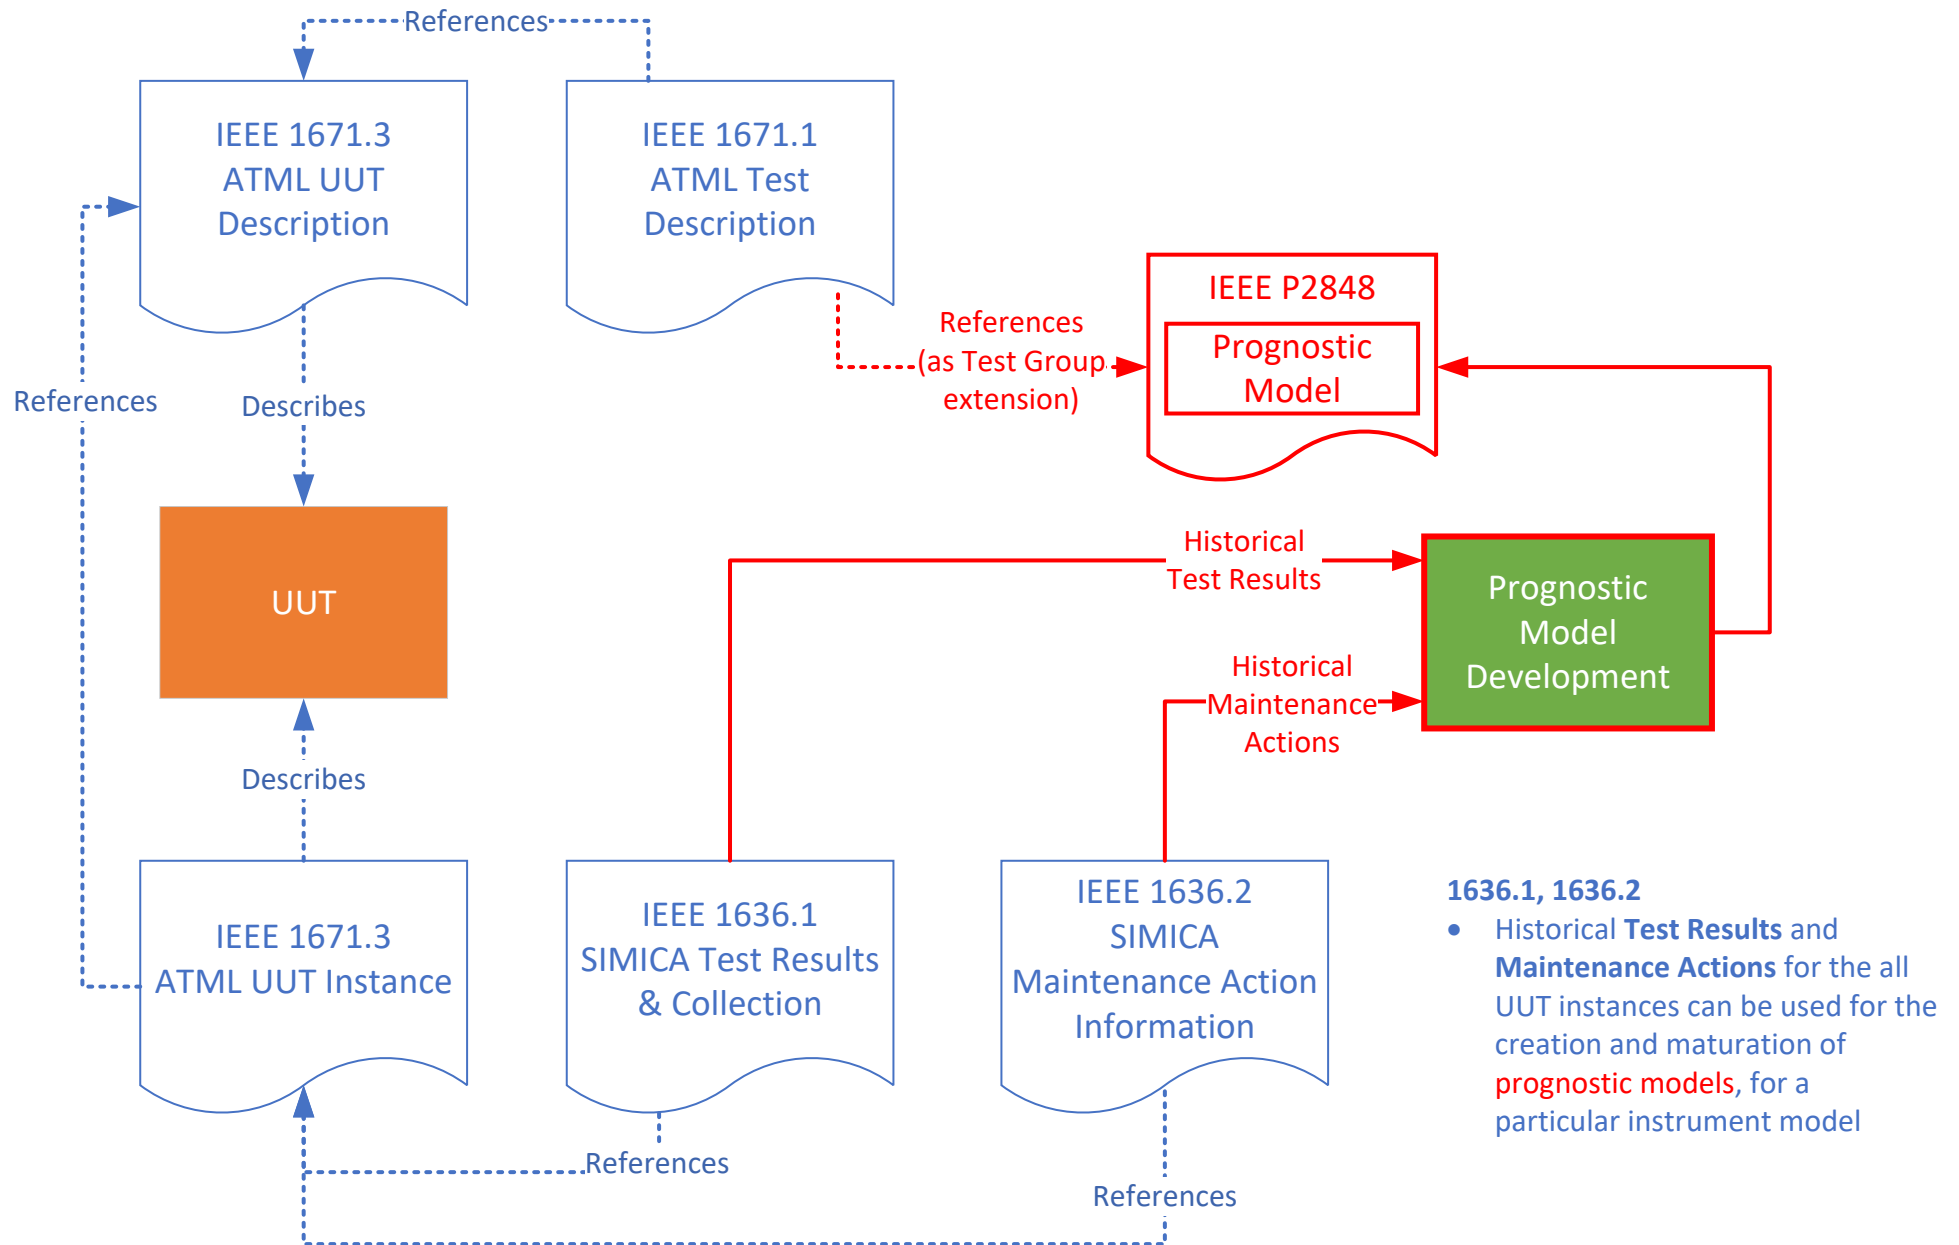 References
IEEE 1671.3
ATML UUT
Description
IEEE 1671.1
ATML Test
Description
IEEE P2848
Prognostic
Model
References
(as Test Group
extension)
References
Describes
UUT
Historical
Test Results
Prognostic
Model
Development
Historical
Maintenance
Actions
Describes
IEEE 1671.3
ATML UUT Instance
IEEE 1636.1
SIMICA Test Results
& Collection
IEEE 1636.2
SIMICA
Maintenance Action
Information
1636.1, 1636.2
• Historical Test Results and
Maintenance Actions for the all
UUT instances can be used for the
creation and maturation of
prognostic models, for a
particular instrument model
References
References